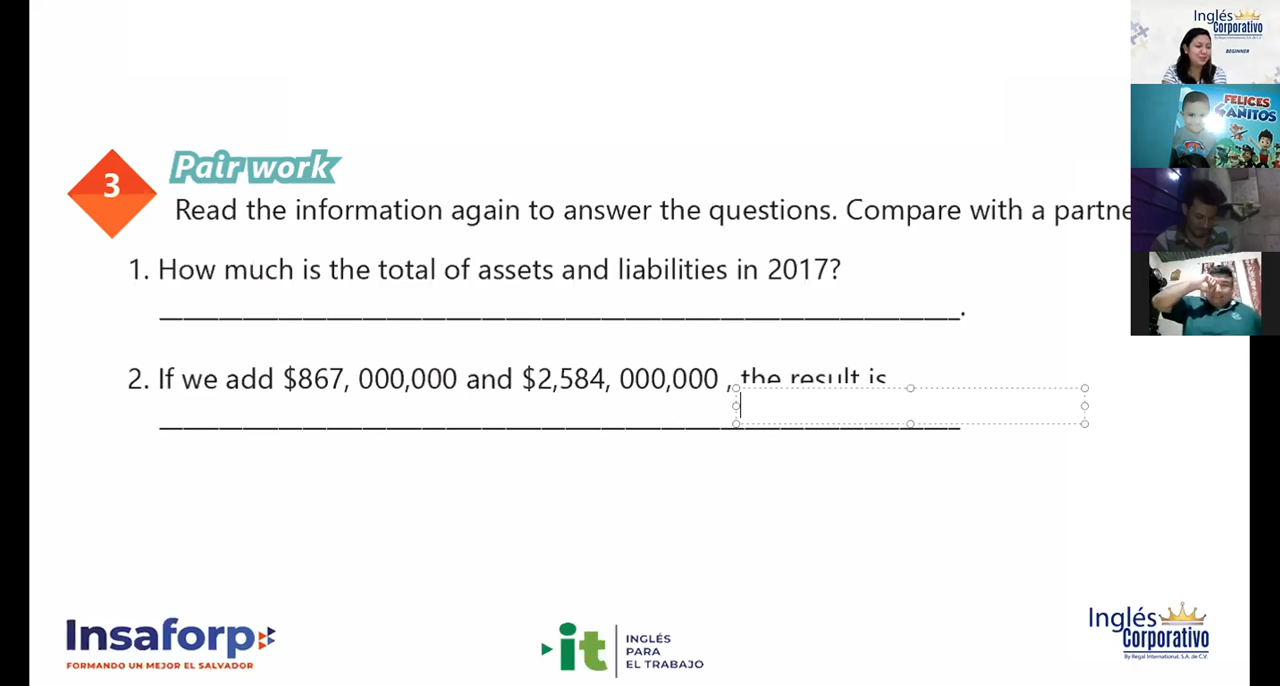 3
Pair work
Read the information again to answer the questions. Compare with a partne
1. How much is the total of assets and liabilities in 2017?
_______________.
2. If we add $867, 000,000 and $2,584, 000,000 , the result is
_______________
Insaforp
FORMANDO UN MEJOR EL SALVADOR
it
INGLÉS
PARA
EL TRABAJO
Inglés
Corporativo
By Regal International, S.A. de C.V.
Inglés
Corporativo
BEGINNER
FELICES
4 AÑITOS